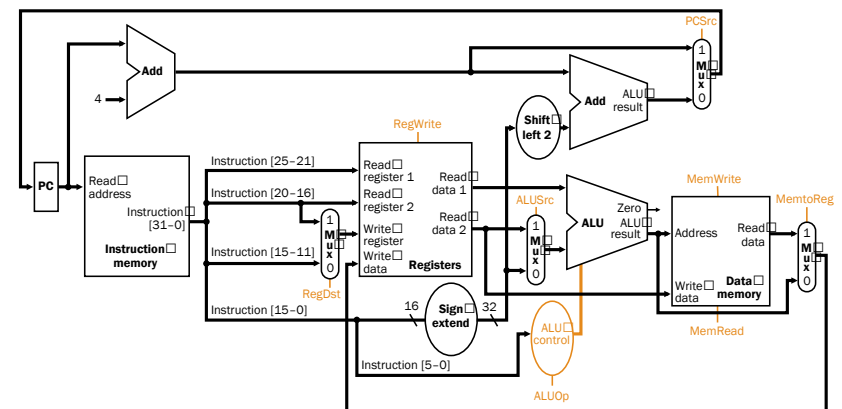 PCSrc
1
M
u
x
0
Add
4
Add
ALU
result
Shift
left 2
RegWrite
PC
Read
address
Instruction
[31–0]
Instruction
memory
Instruction [25–21]
Instruction [20–16]
Instruction [15–11]
Instruction [15–0]
Instruction [5–0]
1
M
u
x
0
RegDst
Read
register 1
Read
register 2
Write
register
Write
data
Read
data 1
Read
data 2
Registers
16
Sign
extend
32
ALUSrc
1
M
u
x
0
ALU
Zero
ALU
result
ALU
control
ALUOp
MemWrite
Address
Read
data
Write
data
Data
memory
MemRead
MemtoReg
1
M
u
x
0